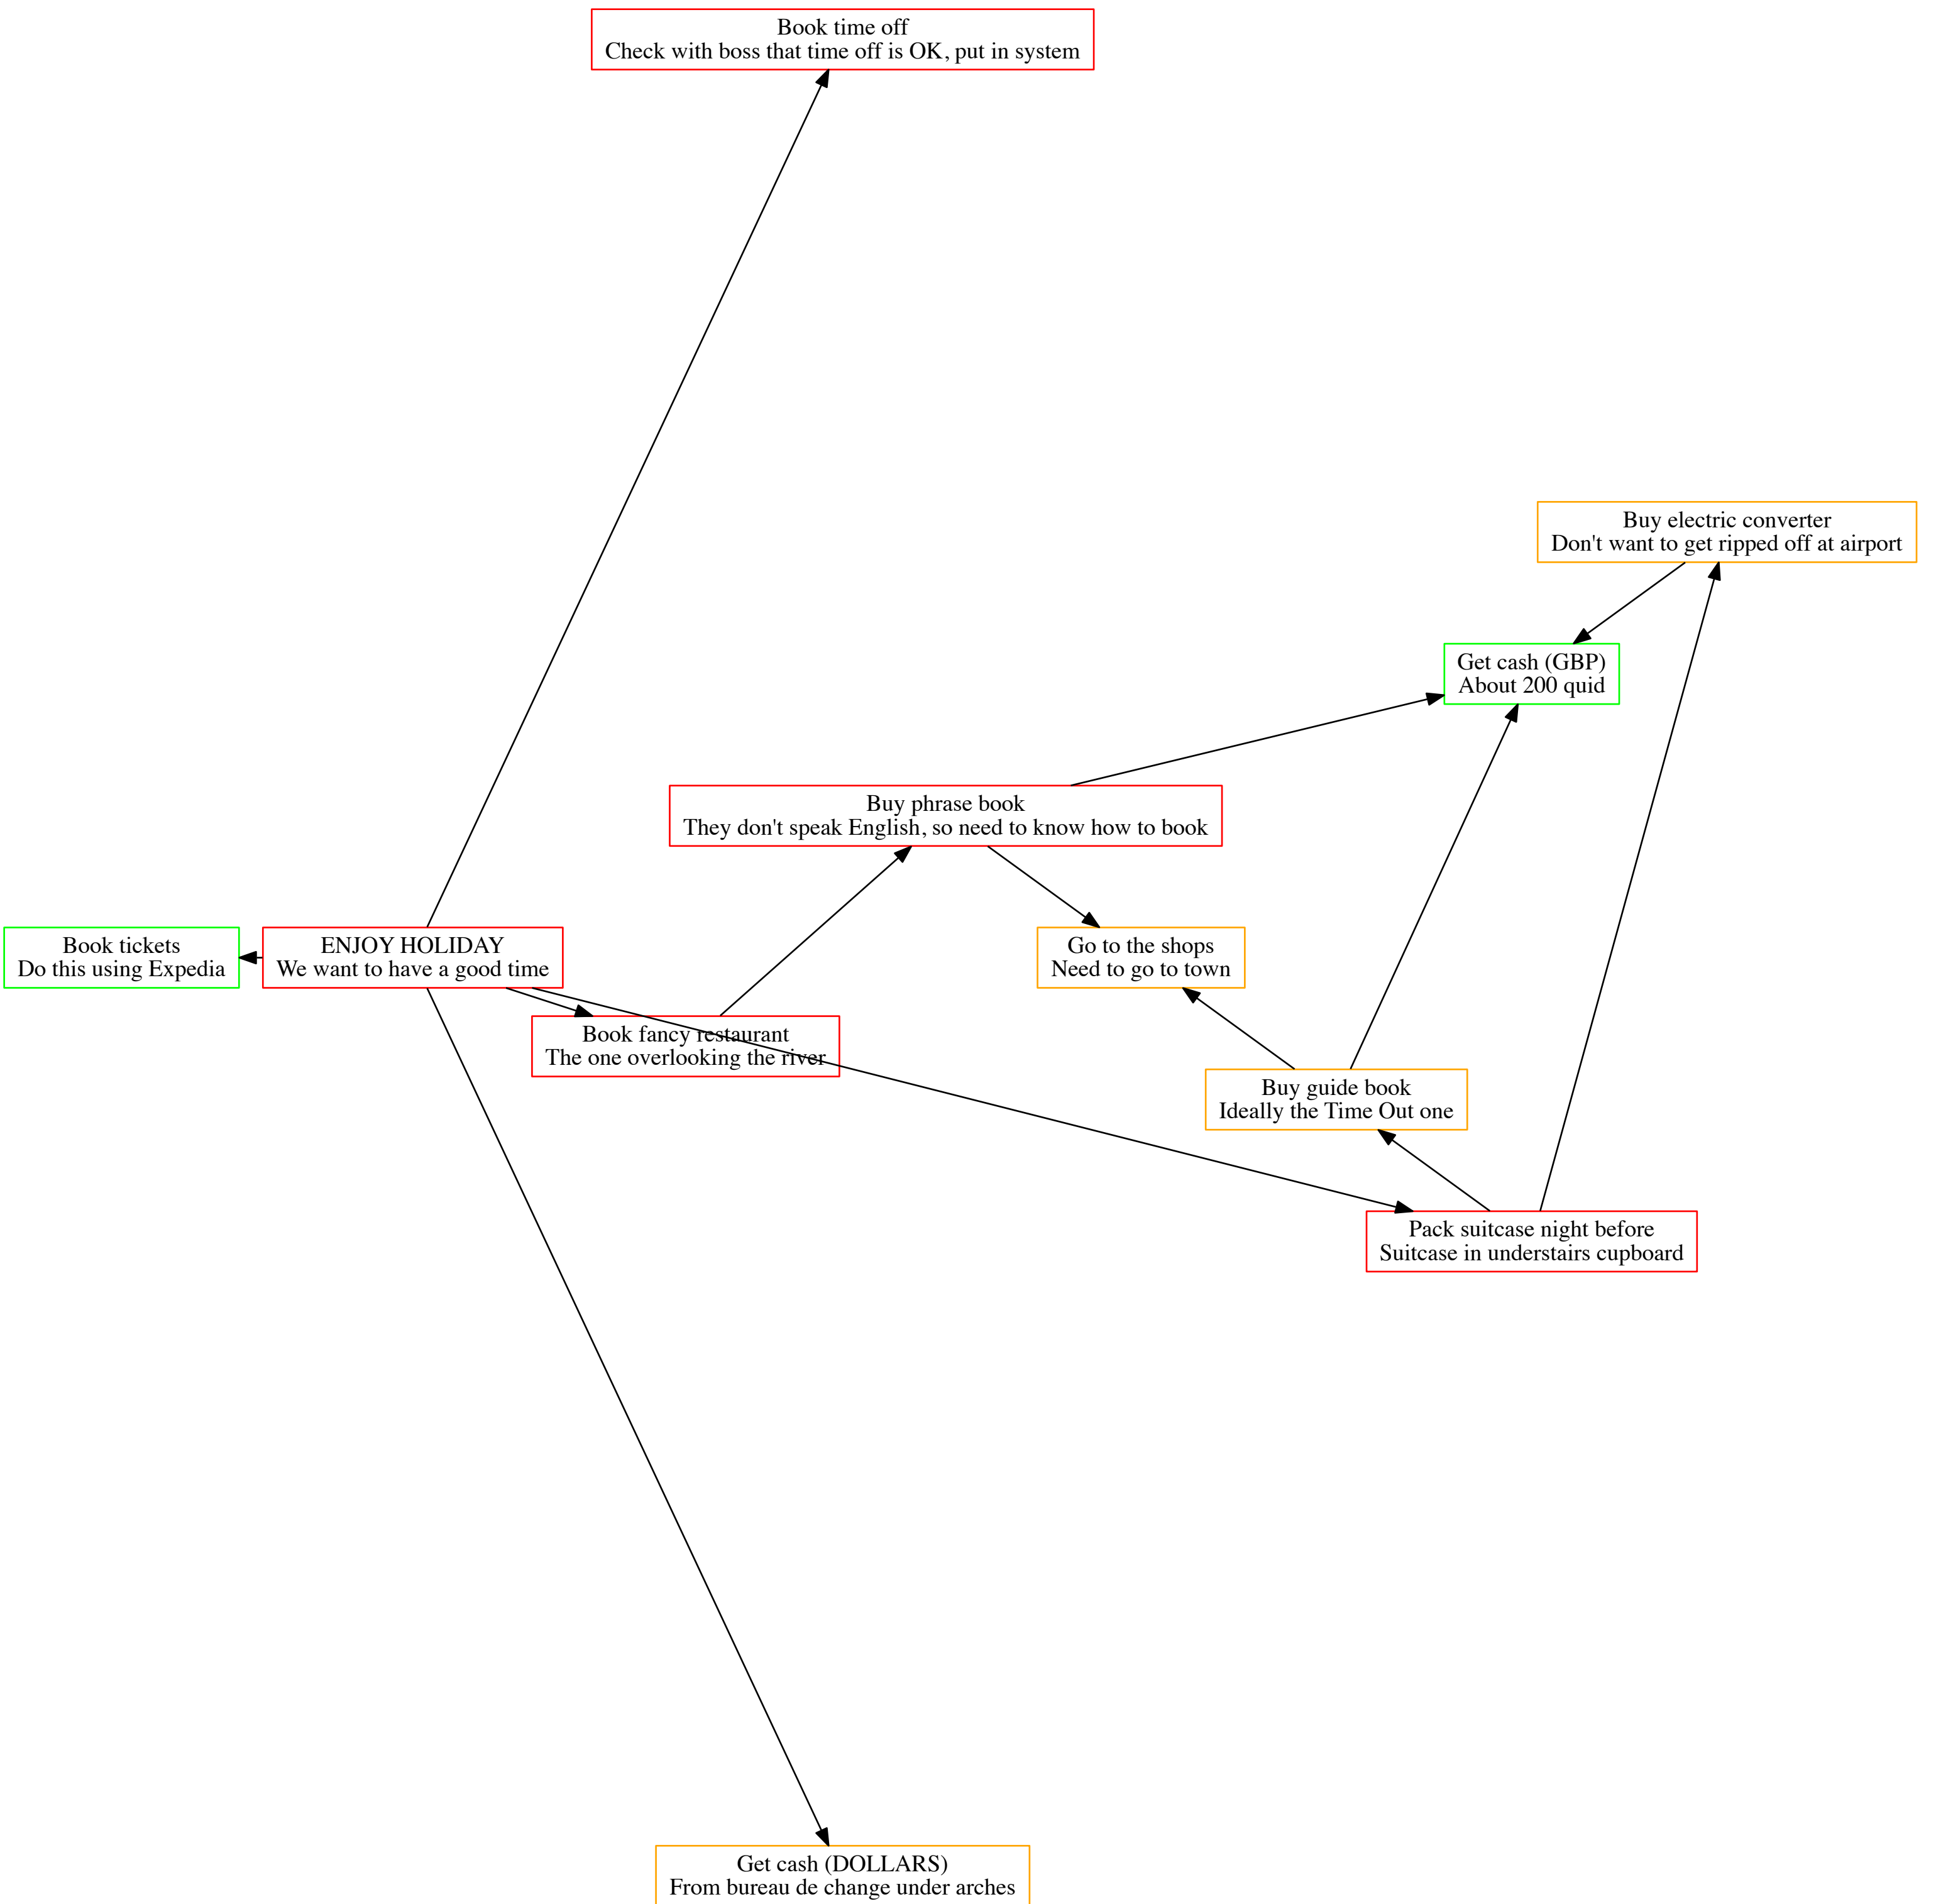 Book time off
Check with boss that time off is OK, put in system
Buy electric converter
Don't want to get ripped off at airport
Get cash (GBP)
About 200 quid
Buy phrase book
They don't speak English, so need to know how to book
Book tickets
Do this using Expedia
ENJOY HOLIDAY
We want to have a good time
Go to the shops
Need to go to town
Book fancy restaurant
The one overlooking the river
Buy guide book
Ideally the Time Out one
Pack suitcase night before
Suitcase in understairs cupboard
Get cash (DOLLARS)
From bureau de change under arches